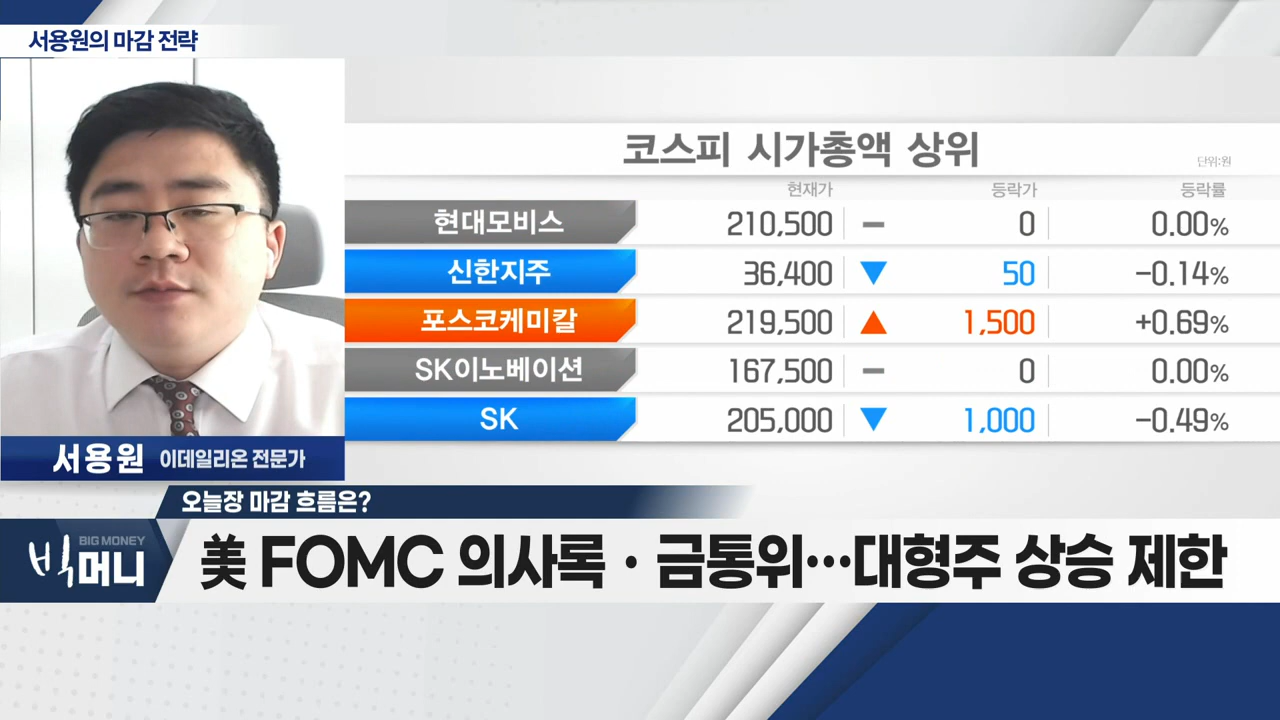 서용원의 마감 전략
코스피 시가총액 상위
단위:원
현재가 등락가 등락률
현대모비스 210,500 – 0 0.00%
신한지주 36,400 ▼ 50 -0.14%
포스코케미칼 219,500 ▲ 1,500 +0.69%
SK이노베이션 167,500 – 0 0.00%
SK 205,000 ▼ 1,000 -0.49%
서용원 이데일리온 전문가
오늘장 마감 흐름은?
BIG MONEY
빅머니
美 FOMC 의사록·금통위…대형주 상승 제한